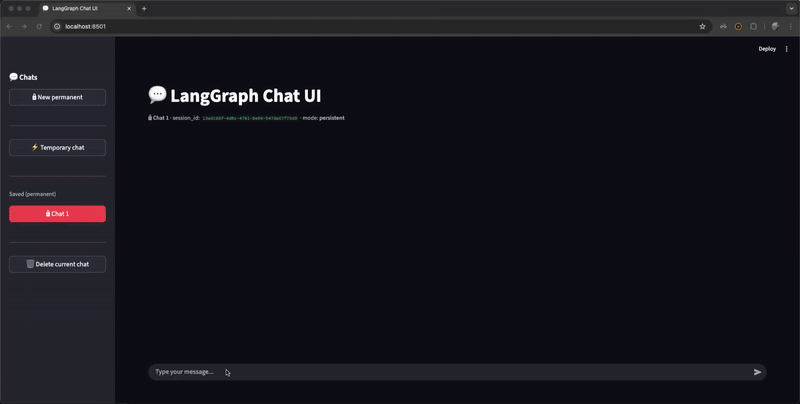 LangGraph Chat UI
localhost:8501
Deploy
💬 Chats
🔒 New permanent
⚡ Temporary chat
Saved (permanent)
🔒 Chat 1
🗑️ Delete current chat
💬 LangGraph Chat UI
🔒 Chat 1 · session_id: · mode: persistent
Type your message...